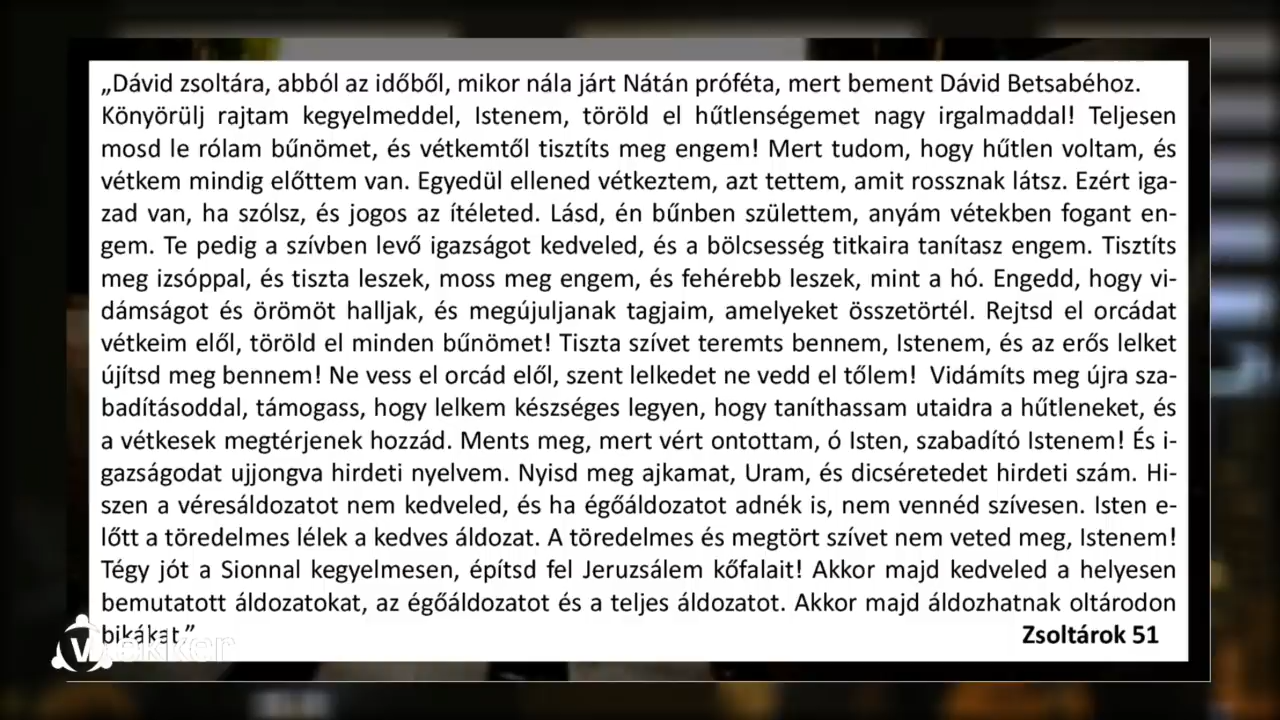 „Dávid zsoltára, abból az időből, mikor nála járt Nátán próféta, mert bement Dávid Betsabéhoz.
Könyörülj rajtam kegyelmeddel, Istenem, töröld el hűtlenségemet nagy irgalmaddal! Teljesen
mosd le rólam bűnömet, és vétkemtől tisztíts meg engem! Mert tudom, hogy hűtlen voltam, és
vétkem mindig előttem van. Egyedül ellened vétkeztem, azt tettem, amit rossznak látsz. Ezért iga-
zad van, ha szólsz, és jogos az ítéleted. Lásd, én bűnben születtem, anyám vétekben fogant en-
gem. Te pedig a szívben levő igazságot kedveled, és a bölcsesség titkaira tanítasz engem. Tisztíts
meg izsóppal, és tiszta leszek, moss meg engem, és fehérebb leszek, mint a hó. Engedd, hogy vi-
dámságot és örömöt halljak, és megújuljanak tagjaim, amelyeket összetörtél. Rejtsd el orcádat
vétkeim elől, töröld el minden bűnömet! Tiszta szívet teremts bennem, Istenem, és az erős lelket
újítsd meg bennem! Ne vess el orcád elől, szent lelkedet ne vedd el tőlem! Vidámíts meg újra sza-
badításoddal, támogass, hogy lelkem készséges legyen, hogy taníthassam utaidra a hűtleneket, és
a vétkesek megtérjenek hozzád. Ments meg, mert vért ontottam, ó Isten, szabadító Istenem! És i-
gazságodat ujjongva hirdeti nyelvem. Nyisd meg ajkamat, Uram, és dicséretedet hirdeti szám. Hi-
szen a véresáldozatot nem kedveled, és ha égőáldozatot adnék is, nem vennéd szívesen. Isten e-
lőtt a töredelmes lélek a kedves áldozat. A töredelmes és megtört szívet nem veted meg, Istenem!
Tégy jót a Sionnal kegyelmesen, építsd fel Jeruzsálem kőfalait! Akkor majd kedveled a helyesen
bemutatott áldozatokat, az égőáldozatot és a teljes áldozatot. Akkor majd áldozhatnak oltárodon
bikákat.” Zsoltárok 51